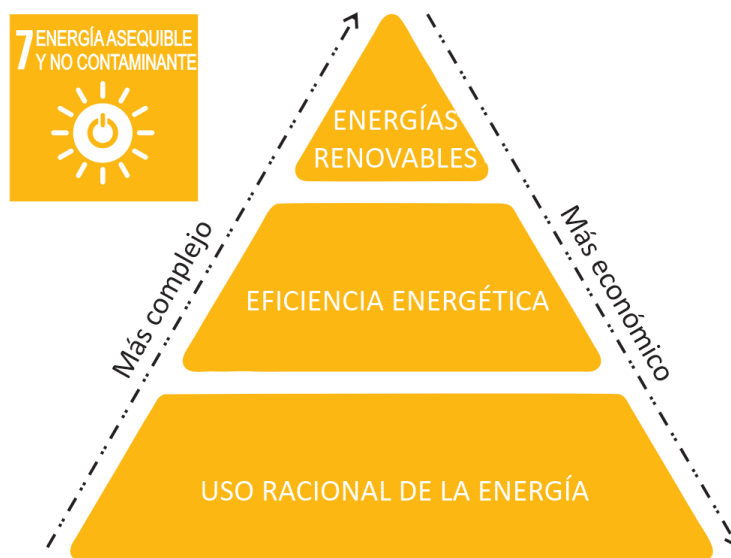 7 ENERGÍA ASEQUIBLE
Y NO CONTAMINANTE
ENERGÍAS
RENOVABLES
Más complejo
Más económico
EFICIENCIA ENERGÉTICA
USO RACIONAL DE LA ENERGÍA